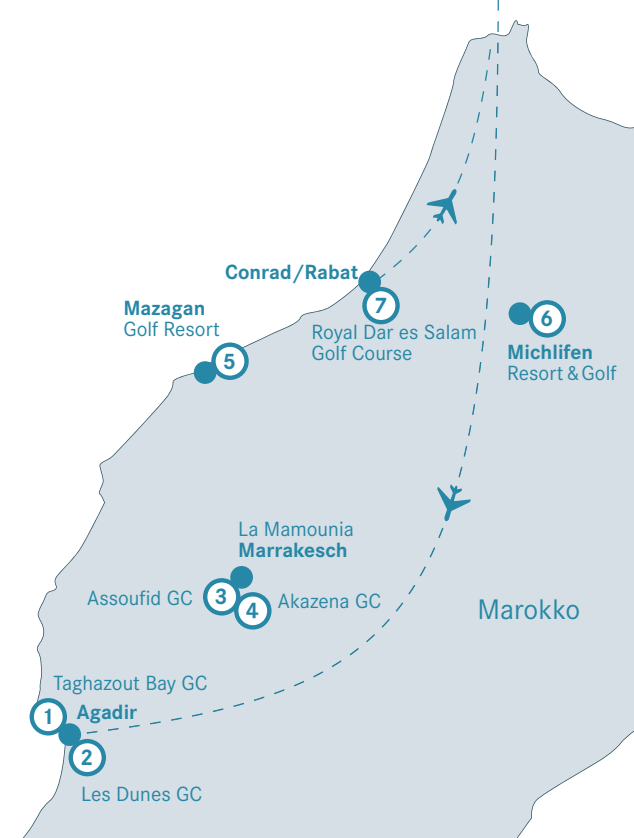 Conrad/Rabat
7
Royal Dar es Salam
Golf Course
Mazagan
Golf Resort
5
6
Michlifen
Resort & Golf
La Mamounia
Marrakesch
Assoufid GC
3
4
Akazena GC
Marokko
Taghazout Bay GC
1
Agadir
2
Les Dunes GC